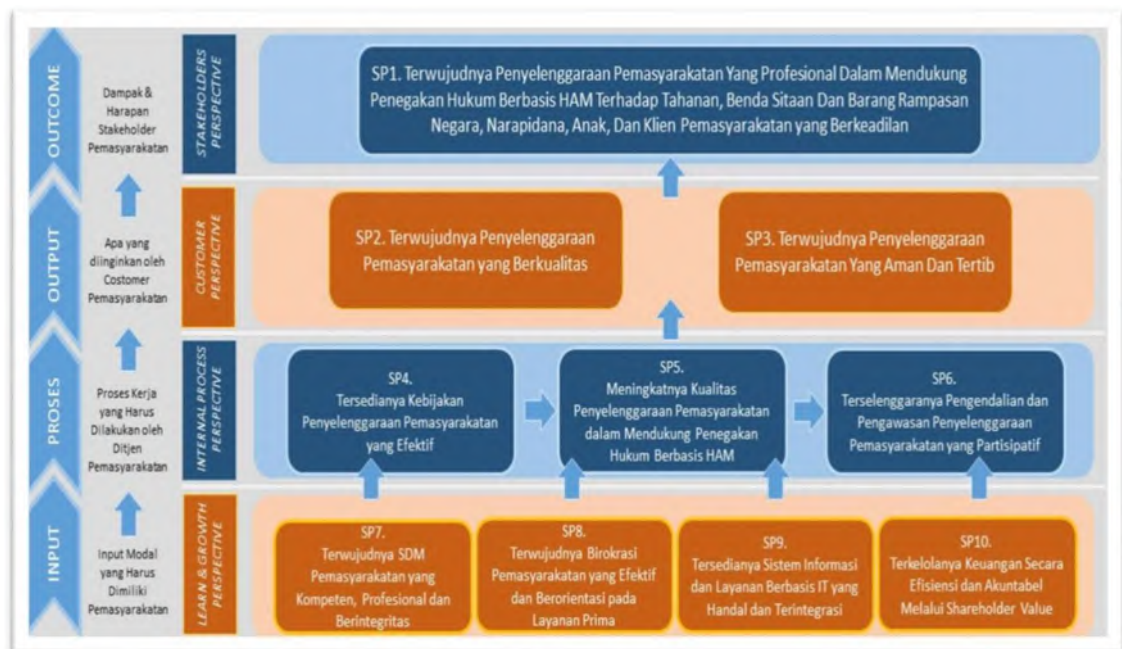 OUTCOME
Dampak &
Harapan
Stakeholder
Pemasyarakatan
STAKEHOLDERS
PERSPECTIVE
SP1. Terwujudnya Penyelenggaraan Pemasyarakatan Yang Profesional Dalam Mendukung
Penegakan Hukum Berbasis HAM Terhadap Tahanan, Benda Sitaan Dan Barang Rampasan
Negara, Narapidana, Anak, Dan Klien Pemasyarakatan yang Berkeadilan
OUTPUT
Apa yang
diinginkan oleh
Costomer
Pemasyarakatan
CUSTOMER
PERSPECTIVE
SP2. Terwujudnya Penyelenggaraan
Pemasyarakatan yang Berkualitas
SP3. Terwujudnya Penyelenggaraan
Pemasyarakatan Yang Aman Dan Tertib
PROSES
Proses Kerja
yang Harus
Dilakukan oleh
Ditjen
Pemasyarakatan
INTERNAL PROCESS
PERSPECTIVE
SP4.
Tersedianya Kebijakan
Penyelenggaraan Pemasyarakatan
yang Efektif
SP5.
Meningkatnya Kualitas
Penyelenggaraan Pemasyarakatan
dalam Mendukung Penegakan
Hukum Berbasis HAM
SP6.
Terselenggaranya Pengendalian dan
Pengawasan Penyelenggaraan
Pemasyarakatan yang Partisipatif
INPUT
Input Modal
yang Harus
Dimiliki
Pemasyarakatan
LEARN & GROWTH
PERSPECTIVE
SP7.
Terwujudnya SDM
Pemasyarakatan yang
Kompeten, Profesional dan
Berintegritas
SP8.
Terwujudnya Birokrasi
Pemasyarakatan yang Efektif
dan Berorientasi pada
Layanan Prima
SP9.
Tersedianya Sistem Informasi
dan Layanan Berbasis IT yang
Handal dan Terintegrasi
SP10.
Terkelolanya Keuangan Secara
Efisiensi dan Akuntabel
Melalui Shareholder Value